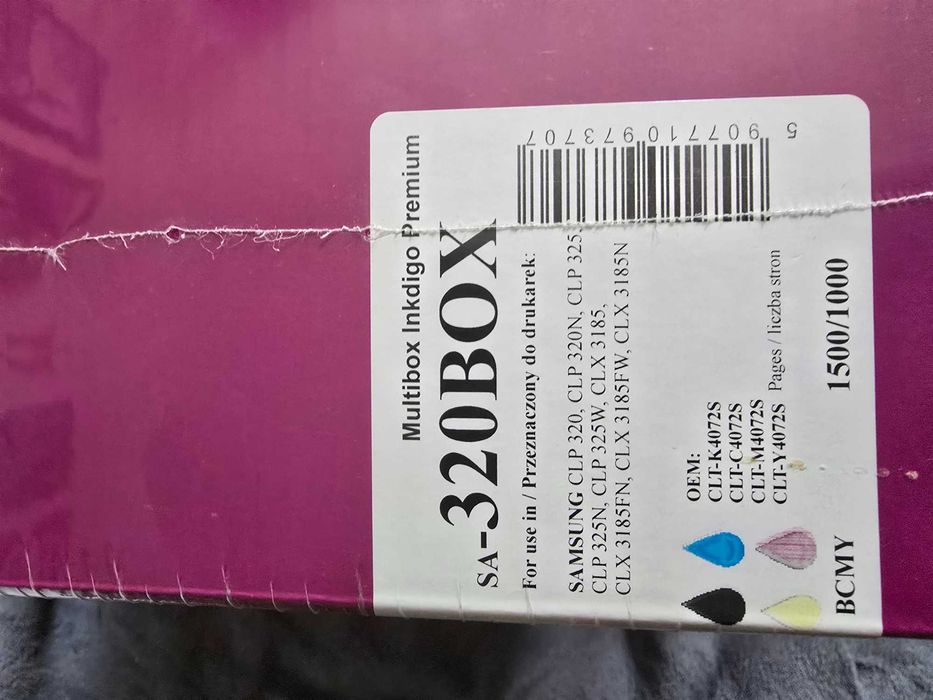 Multibox Inkdigo Premium
SA-320BOX
For use in / Przeznaczony do drukarek:
SAMSUNG CLP 320, CLP 320N, CLP 325,
CLP 325N, CLP 325W, CLX 3185,
CLX 3185FN, CLX 3185FW, CLX 3185N
5 907710 973707
OEM:
CLT-K4072S
CLT-C4072S
CLT-M4072S
CLT-Y4072S
Pages / liczba stron
BCMY
1500/1000